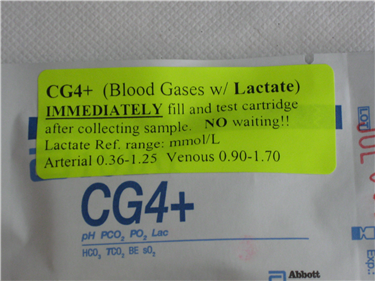 CG4+ (Blood Gases w/ Lactate)
IMMEDIATELY fill and test cartridge
after collecting sample. NO waiting!!
Lactate Ref. range: mmol/L
Arterial 0.36-1.25 Venous 0.90-1.70
CG4+
pH PCO₂ PO₂ Lac
HCO₃ TCO₂ BE sO₂
Abbott
LOT
Exp: